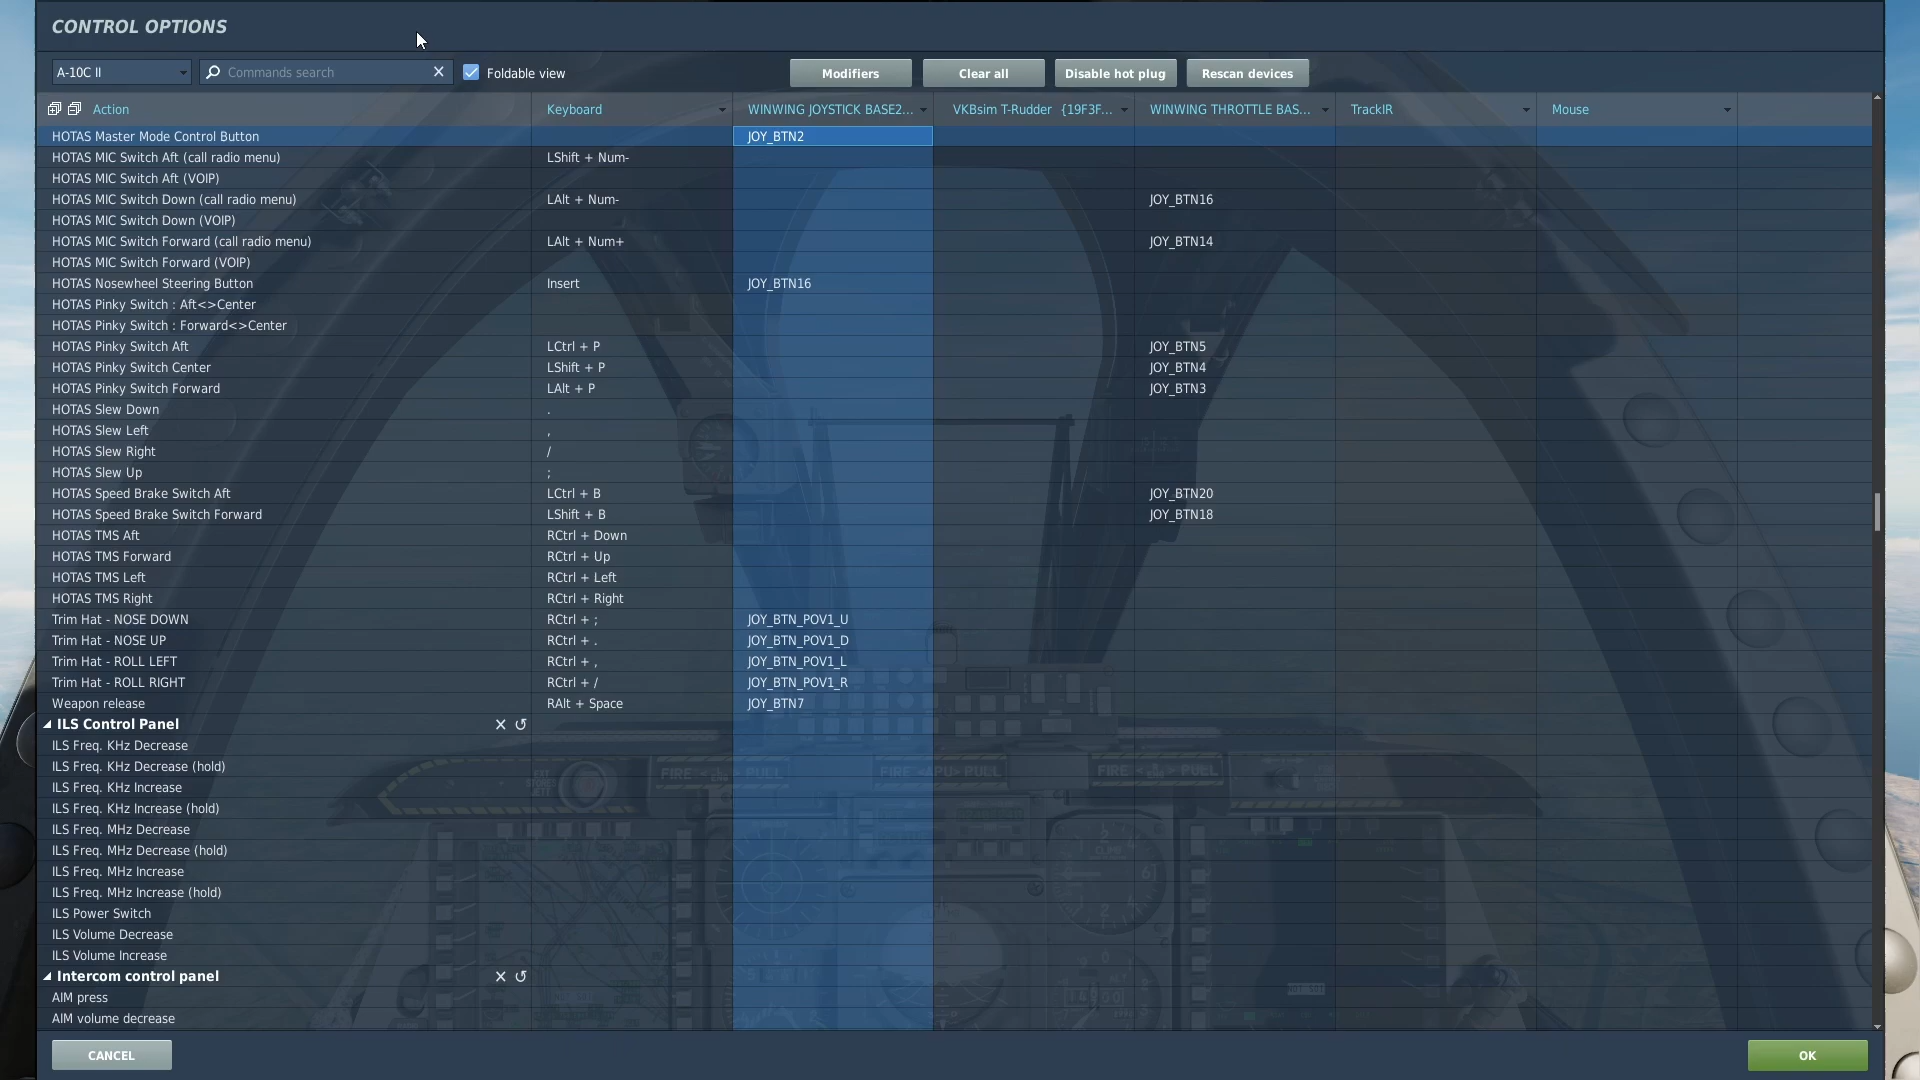 CONTROL OPTIONS
A-10C II Commands search Foldable view Modifiers Clear all Disable hot plug Rescan devices
Action Keyboard WINWING JOYSTICK BASE2... VKBsim T-Rudder {19F3F... WINWING THROTTLE BAS... TrackIR Mouse
HOTAS Master Mode Control Button JOY_BTN2
HOTAS MIC Switch Aft (call radio menu) LShift + Num-
HOTAS MIC Switch Aft (VOIP)
HOTAS MIC Switch Down (call radio menu) LAlt + Num- JOY_BTN16
HOTAS MIC Switch Down (VOIP)
HOTAS MIC Switch Forward (call radio menu) LAlt + Num+ JOY_BTN14
HOTAS MIC Switch Forward (VOIP)
HOTAS Nosewheel Steering Button Insert JOY_BTN16
HOTAS Pinky Switch : Aft<>Center
HOTAS Pinky Switch : Forward<>Center
HOTAS Pinky Switch Aft LCtrl + P JOY_BTN5
HOTAS Pinky Switch Center LShift + P JOY_BTN4
HOTAS Pinky Switch Forward LAlt + P JOY_BTN3
HOTAS Slew Down .
HOTAS Slew Left ,
HOTAS Slew Right /
HOTAS Slew Up ;
HOTAS Speed Brake Switch Aft LCtrl + B JOY_BTN20
HOTAS Speed Brake Switch Forward LShift + B JOY_BTN18
HOTAS TMS Aft RCtrl + Down
HOTAS TMS Forward RCtrl + Up
HOTAS TMS Left RCtrl + Left
HOTAS TMS Right RCtrl + Right
Trim Hat - NOSE DOWN RCtrl + ; JOY_BTN_POV1_U
Trim Hat - NOSE UP RCtrl + . JOY_BTN_POV1_D
Trim Hat - ROLL LEFT RCtrl + , JOY_BTN_POV1_L
Trim Hat - ROLL RIGHT RCtrl + / JOY_BTN_POV1_R
Weapon release RAlt + Space JOY_BTN7
ILS Control Panel
ILS Freq. KHz Decrease
ILS Freq. KHz Decrease (hold)
FIRE PULL FIRE <APU> PULL FIRE PULL
ILS Freq. KHz Increase
ILS Freq. KHz Increase (hold)
ILS Freq. MHz Decrease
ILS Freq. MHz Decrease (hold)
ILS Freq. MHz Increase
ILS Freq. MHz Increase (hold)
ILS Power Switch
ILS Volume Decrease
ILS Volume Increase
Intercom control panel
AIM press
AIM volume decrease
CANCEL OK